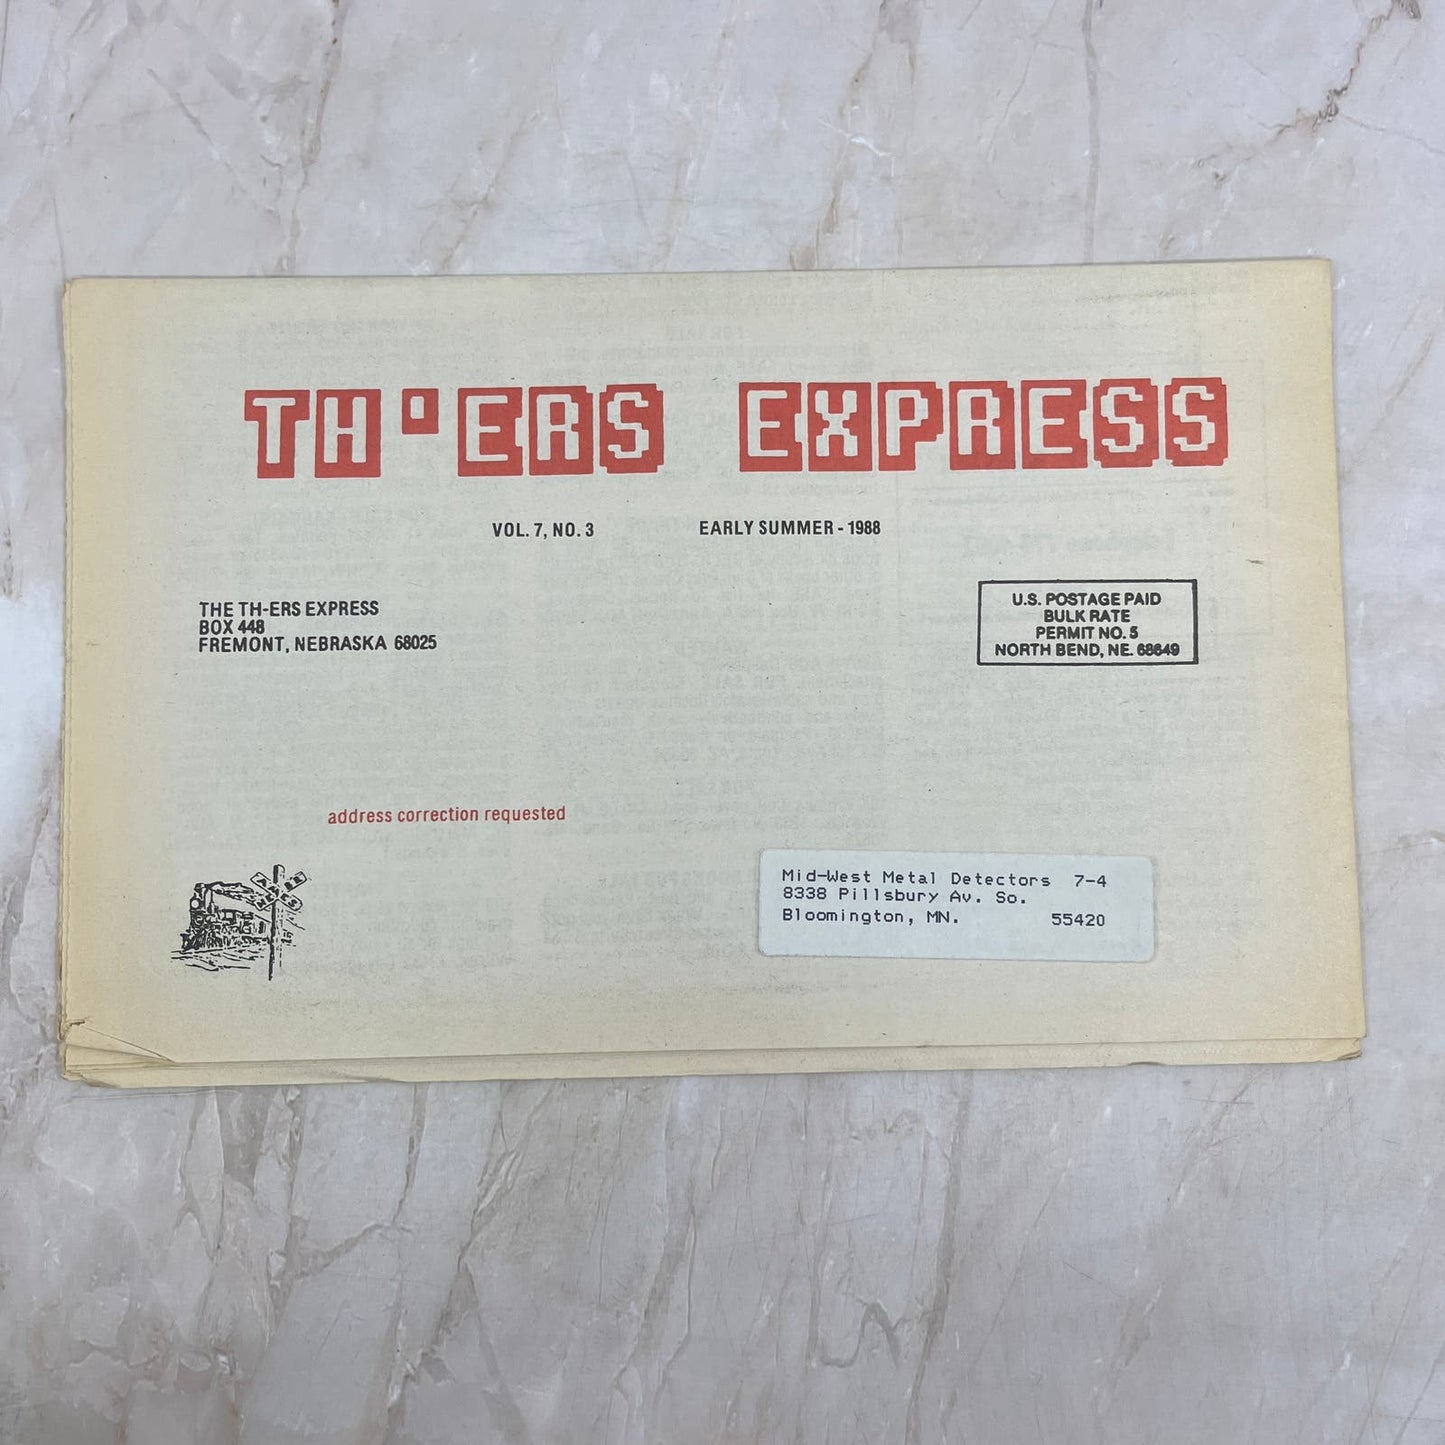 TH'ERS EXPRESS
VOL. 7, NO. 3 EARLY SUMMER - 1988
THE TH-ERS EXPRESS
BOX 448
FREMONT, NEBRASKA 68025
U.S. POSTAGE PAID
BULK RATE
PERMIT NO. 5
NORTH BEND, NE. 68649
address correction requested
Mid-West Metal Detectors 7-4
8338 Pillsbury Av. So.
Bloomington, MN. 55420